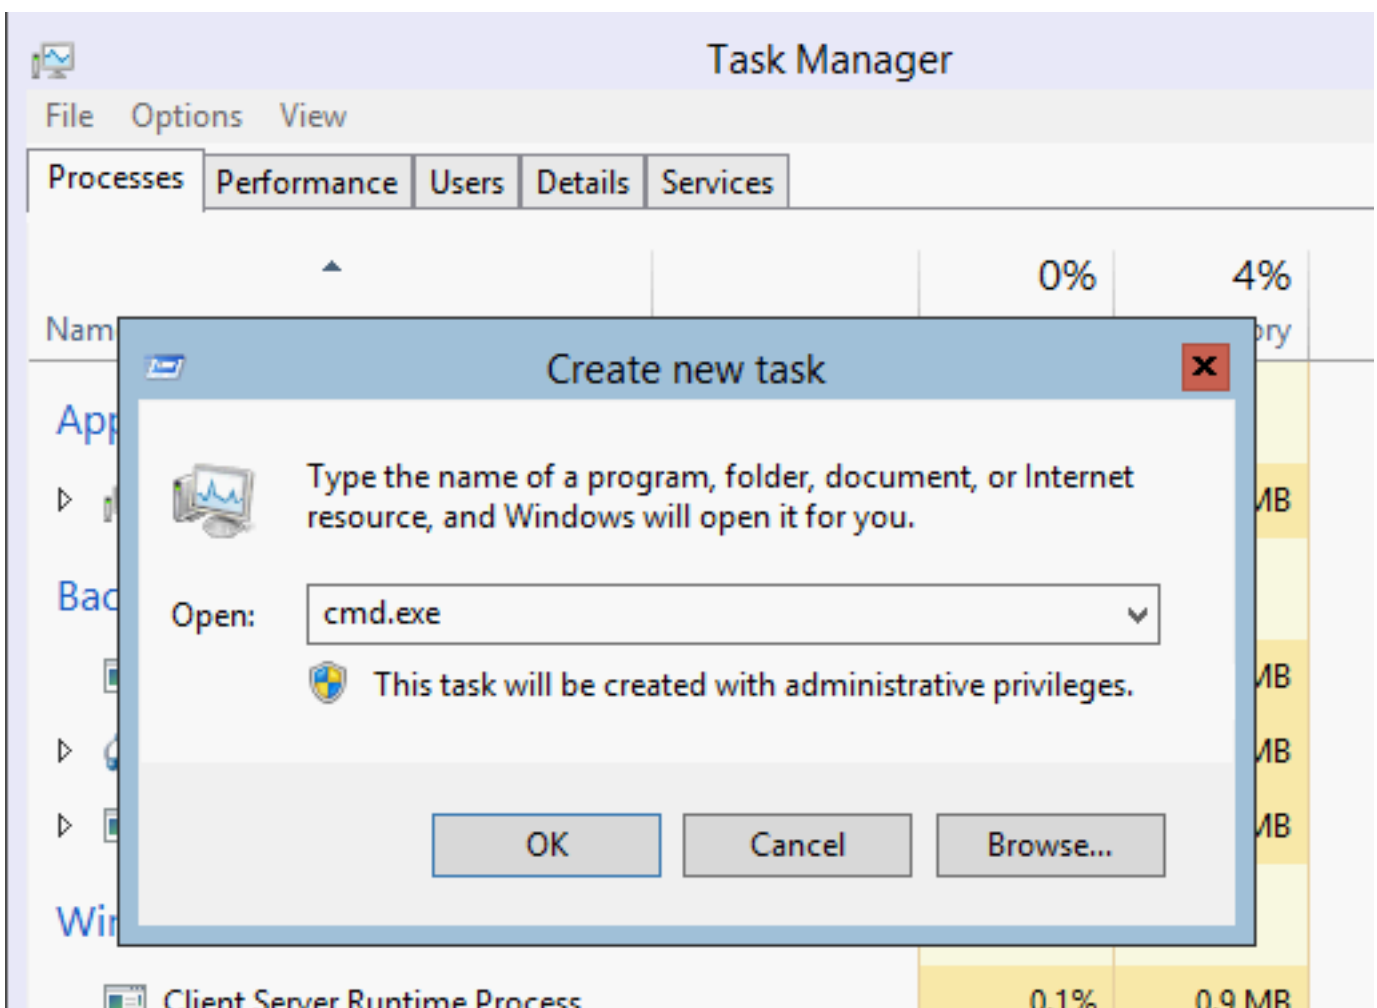 Task Manager
File Options View
Processes Performance Users Details Services
0% 4%
Create new task
Type the name of a program, folder, document, or Internet
resource, and Windows will open it for you.
Open: cmd.exe
This task will be created with administrative privileges.
OK Cancel Browse...
Client Server Runtime Process 0.1% 0.9 MB